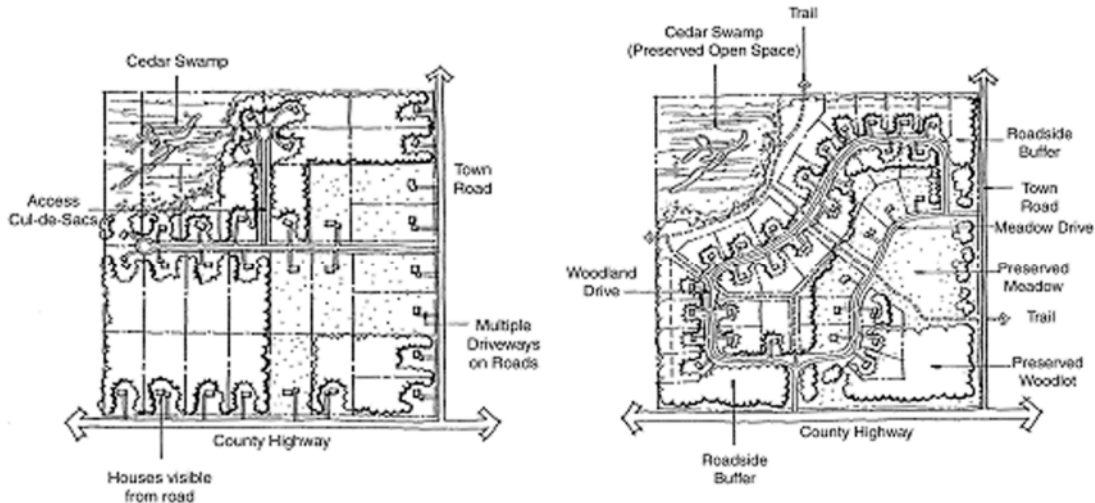 Cedar Swamp
Access
Cul-de-Sacs
Town
Road
Multiple
Driveways
on Roads
County Highway
Houses visible
from road
Trail
Cedar Swamp
(Preserved Open Space)
Roadside
Buffer
Town
Road
Meadow Drive
Woodland
Drive
Preserved
Meadow
Trail
Preserved
Woodlot
County Highway
Roadside
Buffer